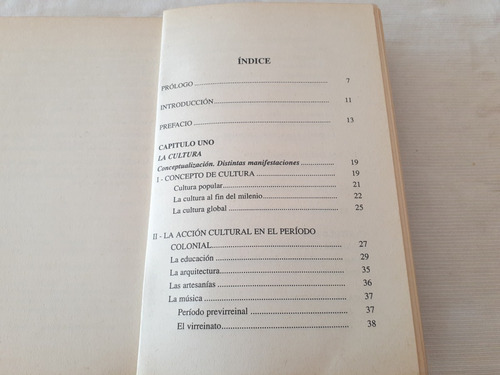 ÍNDICE
PRÓLOGO ........ 7
INTRODUCCIÓN ........ 11
PREFACIO ........ 13
CAPITULO UNO
LA CULTURA
Conceptualización. Distintas manifestaciones ........ 19
I - CONCEPTO DE CULTURA ........ 19
Cultura popular ........ 21
La cultura al fin del milenio ........ 22
La cultura global ........ 25
II - LA ACCIÓN CULTURAL EN EL PERÍODO
COLONIAL ........ 27
La educación ........ 29
La arquitectura ........ 35
Las artesanías ........ 36
La música ........ 37
Período previrreinal ........ 37
El virreinato ........ 38